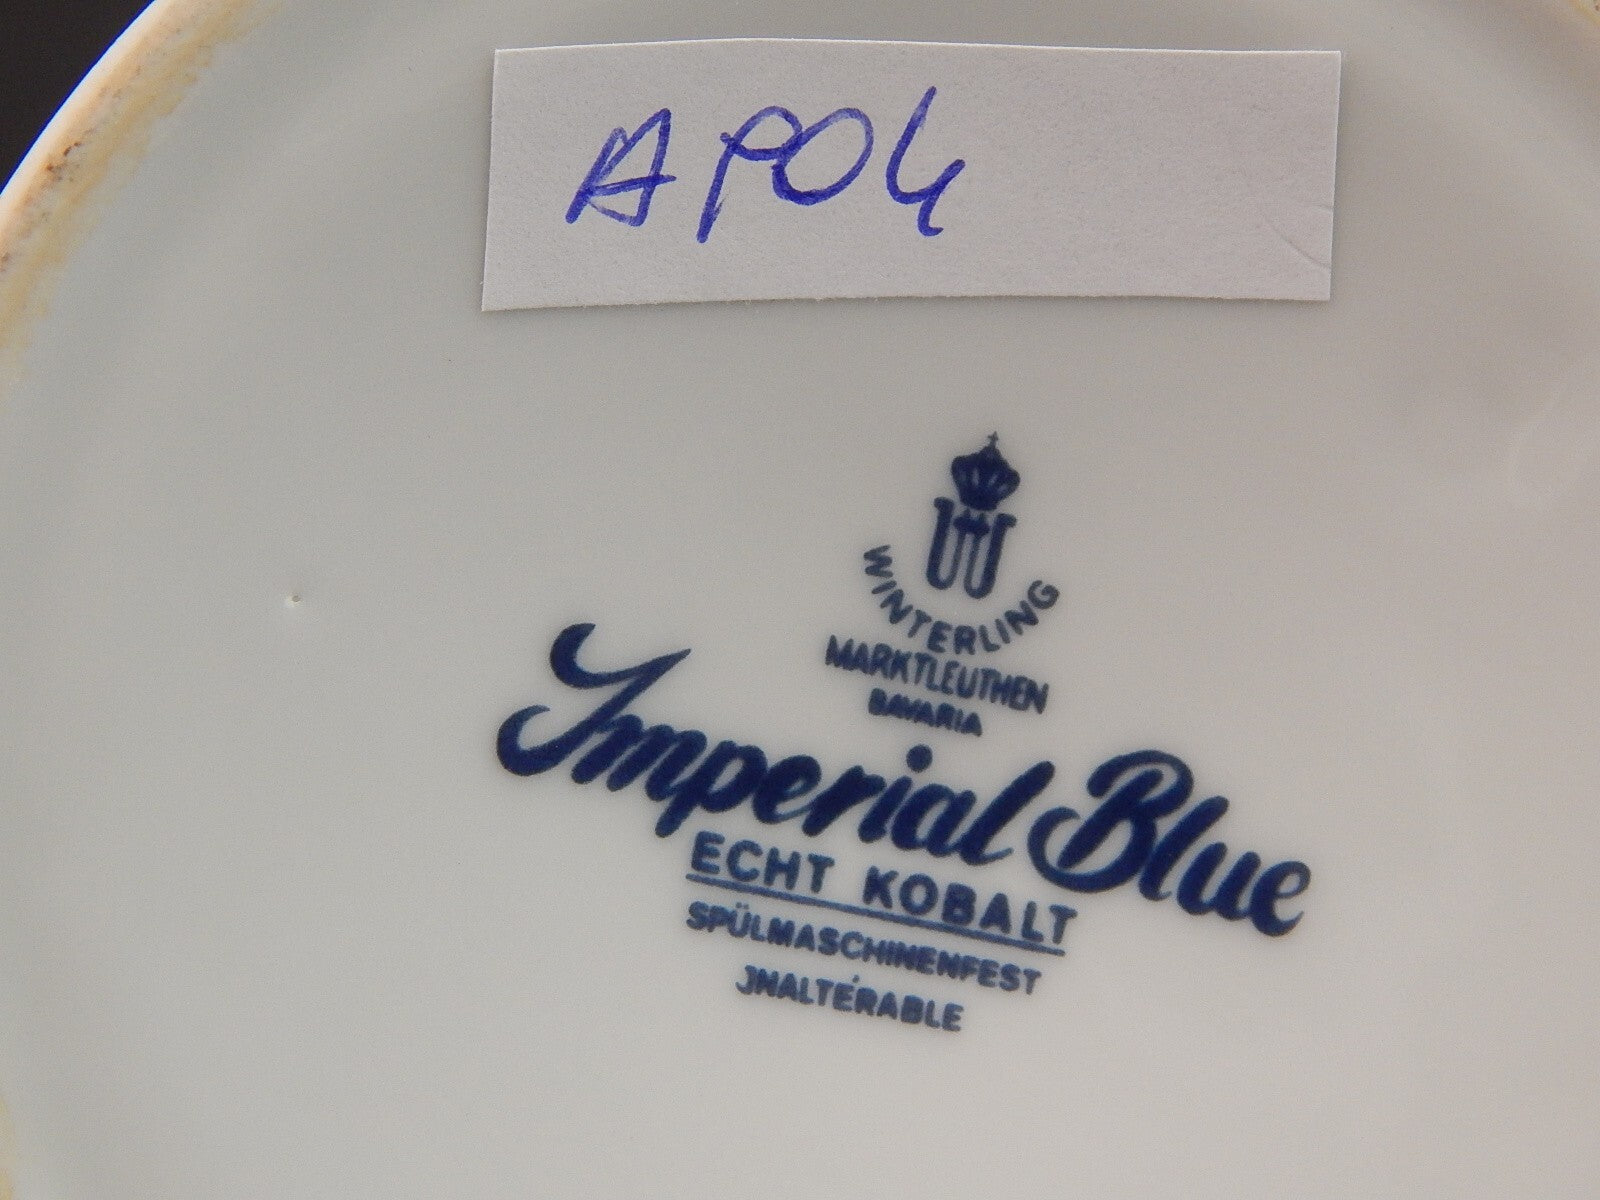 AP04
W
WINTERLING
MARKTLEUTHEN
BAVARIA
Imperial Blue
ECHT KOBALT
SPÜLMASCHINENFEST
JNALTÉRABLE